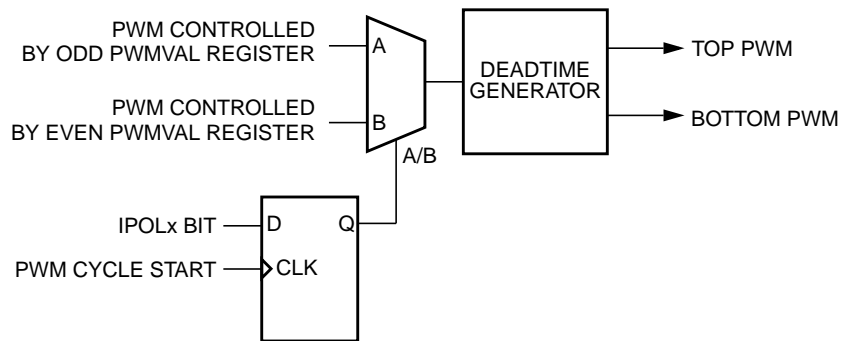 PWM CONTROLLED
BY ODD PWMVAL REGISTER
A
DEADTIME
GENERATOR
TOP PWM
PWM CONTROLLED
BY EVEN PWMVAL REGISTER
B
BOTTOM PWM
A/B
IPOLx BIT
D
Q
PWM CYCLE START
CLK